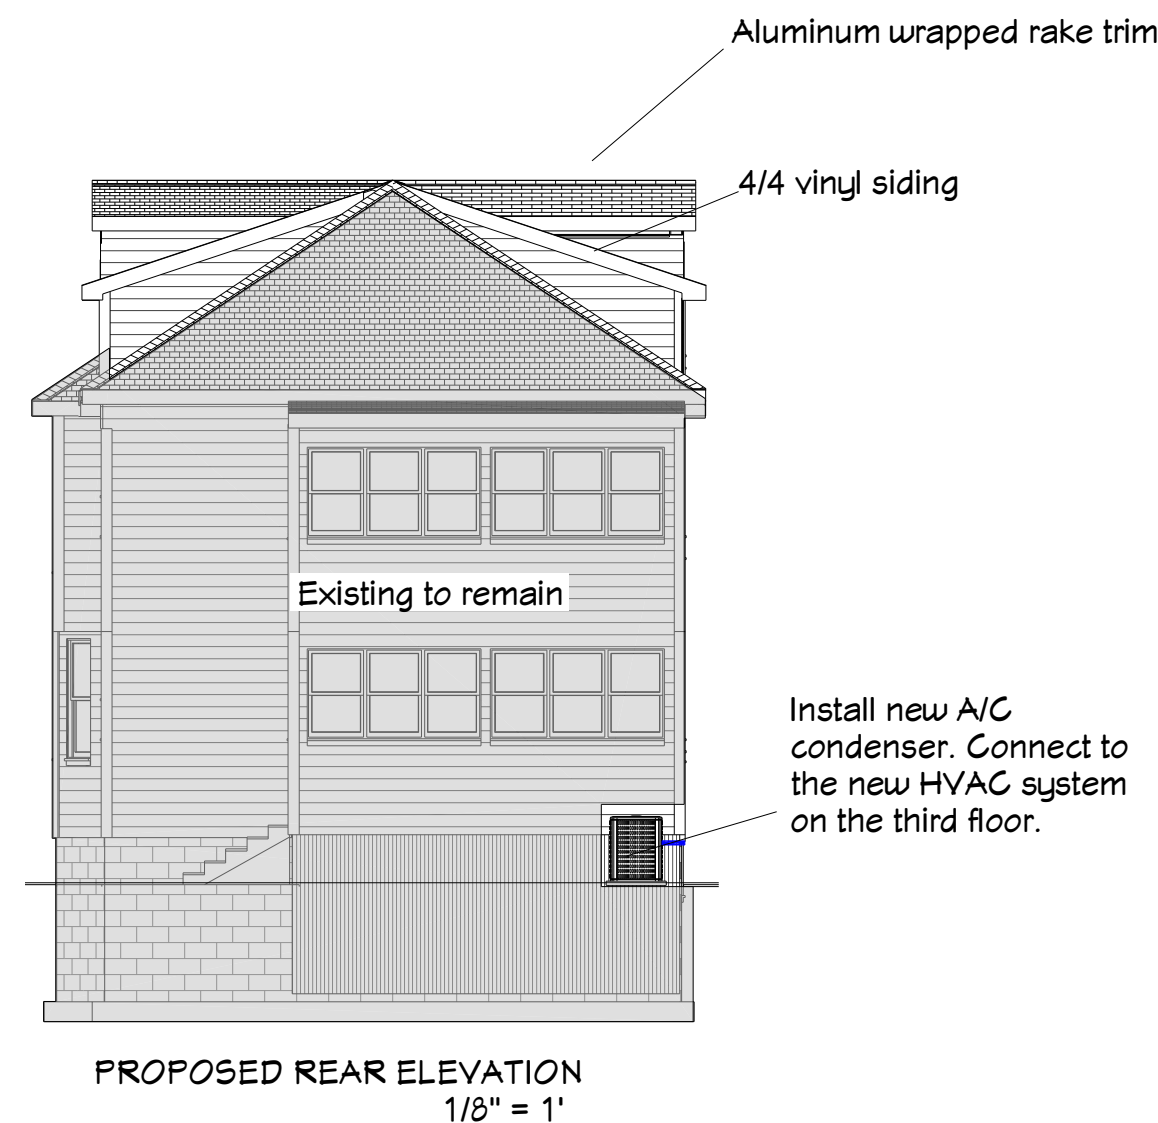 Aluminum wrapped rake trim
4/4 vinyl siding
Existing to remain
Install new A/C
condenser. Connect to
the new HVAC system
on the third floor.
PROPOSED REAR ELEVATION
1/8" = 1'